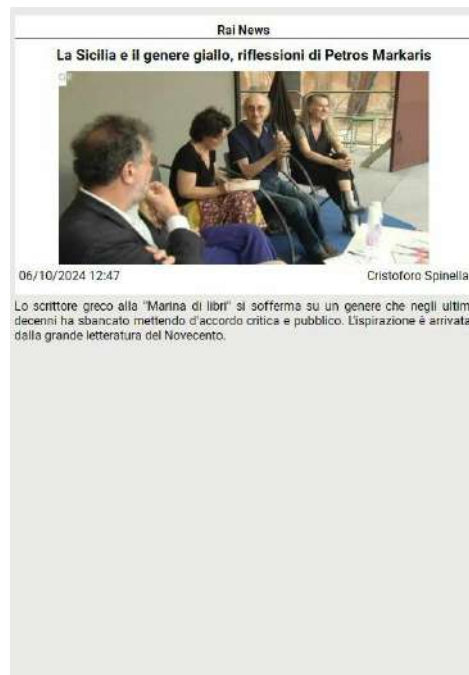 Rai News
La Sicilia e il genere giallo, riflessioni di Petros Markaris
06/10/2024 12:47
Cristoforo Spinella
Lo scrittore greco alla "Marina di libri" si sofferma su un genere che negli ultim
decenni ha sbancato mettendo d'accordo critica e pubblico. L'ispirazione è arrivata
dalla grande letteratura del Novecento.